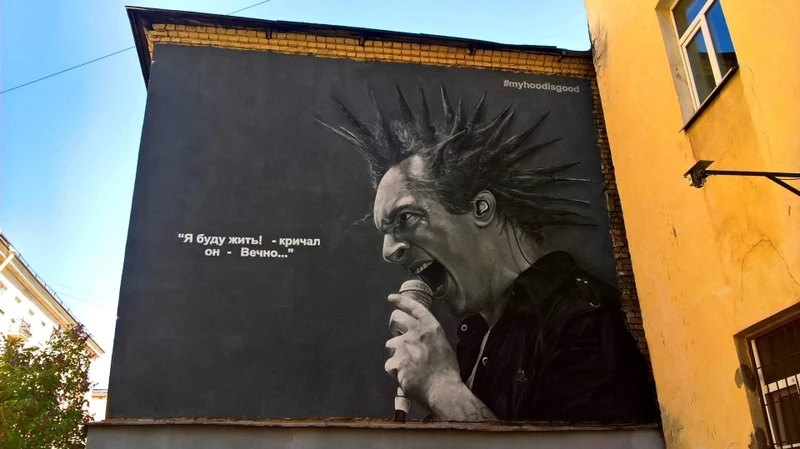 #myhoodisgood
“Я буду жить! - кричал
он - Вечно...”